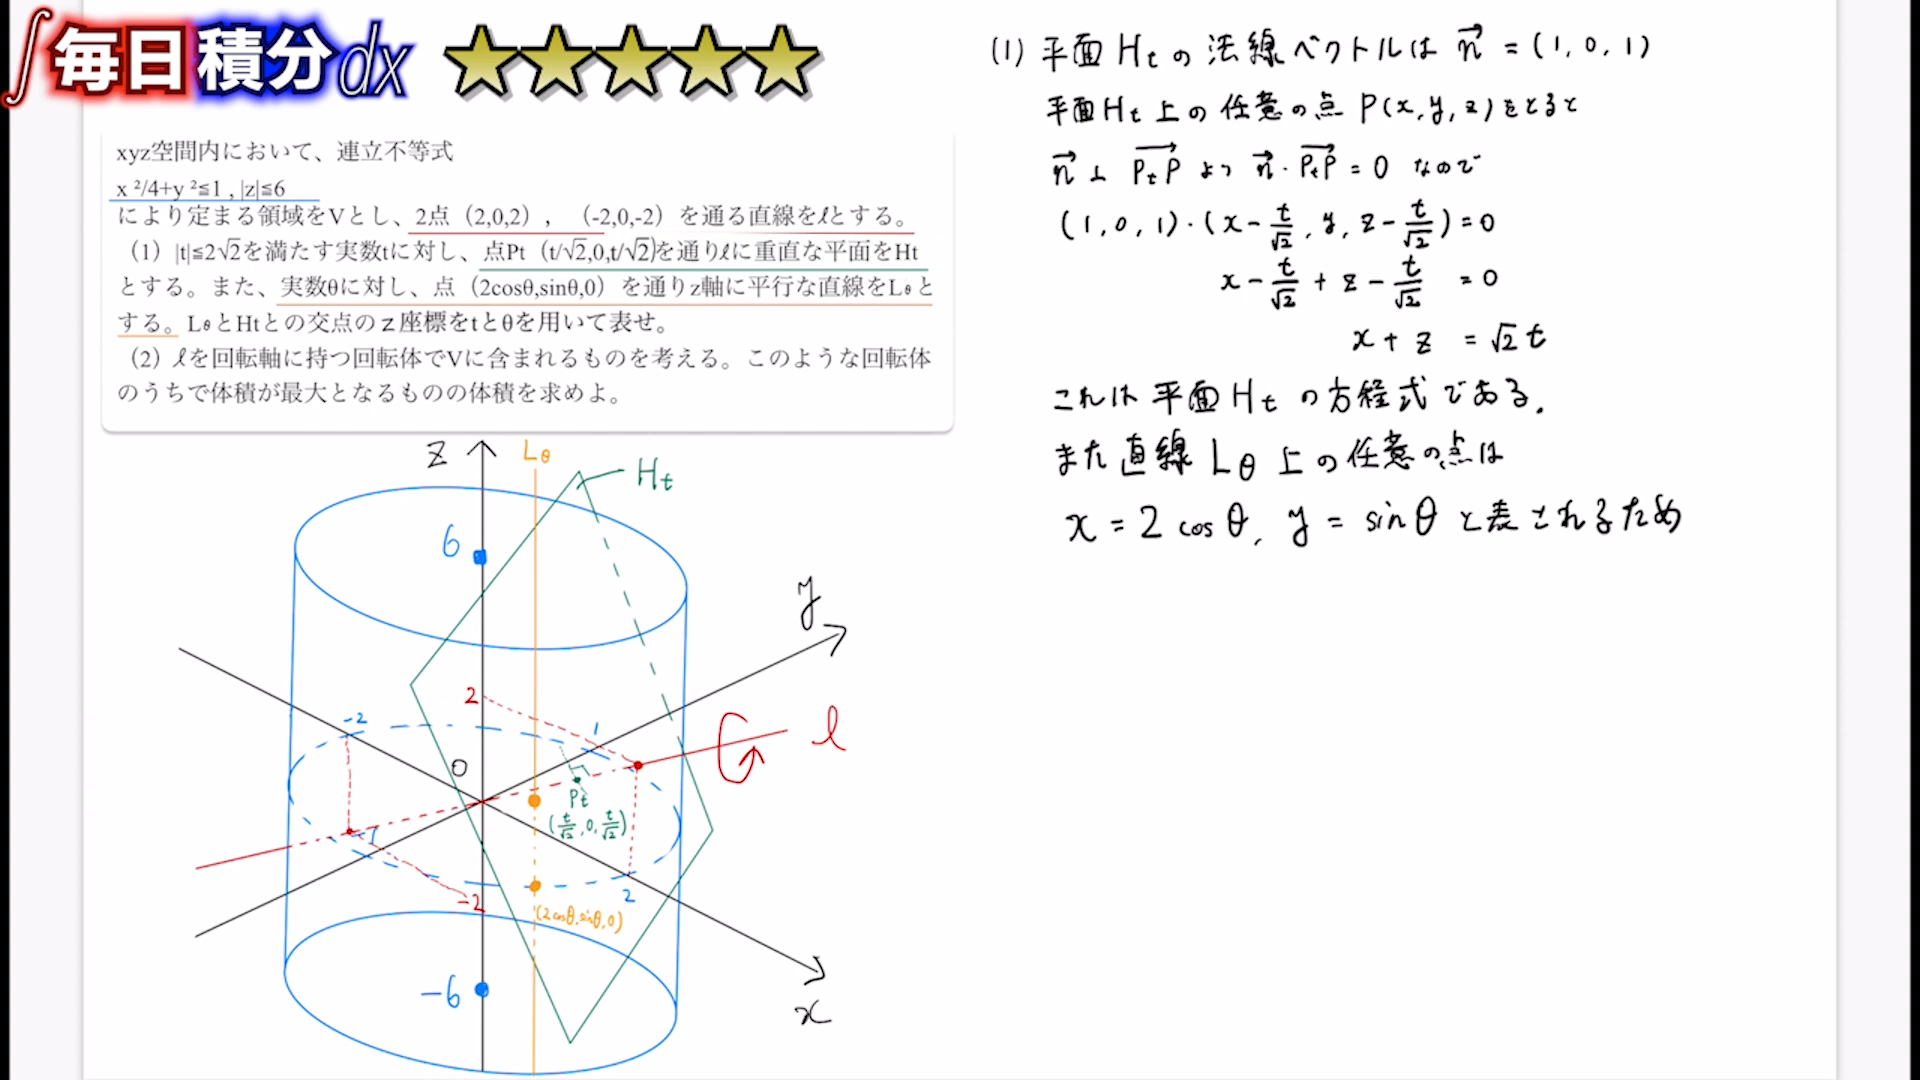 ∫毎日積分dx ★★★★★
xyz空間内において、連立不等式
x ²/4+y ²≦1 , |z|≦6
により定まる領域をVとし、2点（2,0,2），（-2,0,-2）を通る直線をℓとする。
（1）|t|≦2√2を満たす実数tに対し、点Pt（t/√2,0,t/√2)を通りℓに垂直な平面をHt
とする。また、実数θに対し、点（2cosθ,sinθ,0）を通りz軸に平行な直線をLθと
する。LθとHtとの交点のｚ座標をtとθを用いて表せ。
（2）ℓを回転軸に持つ回転体でVに含まれるものを考える。このような回転体
のうちで体積が最大となるものの体積を求めよ。
z
Lθ
Ht
6
y
2
-2
1
ℓ
0
Pt
(t/√2, 0, t/√2)
-1
-2
2
(2cosθ, sinθ, 0)
-6
x
(1) 平面Htの法線ベクトルは n→ = (1, 0, 1)
平面Ht上の任意の点P(x, y, z)をとると
n→ ⊥ PtP→ より n→・PtP→ = 0 なので
(1, 0, 1)・(x - t/√2, y, z - t/√2) = 0
x - t/√2 + z - t/√2 = 0
x + z = √2 t
これは平面Htの方程式である.
また直線Lθ上の任意の点は
x = 2 cosθ, y = sinθ と表されるため